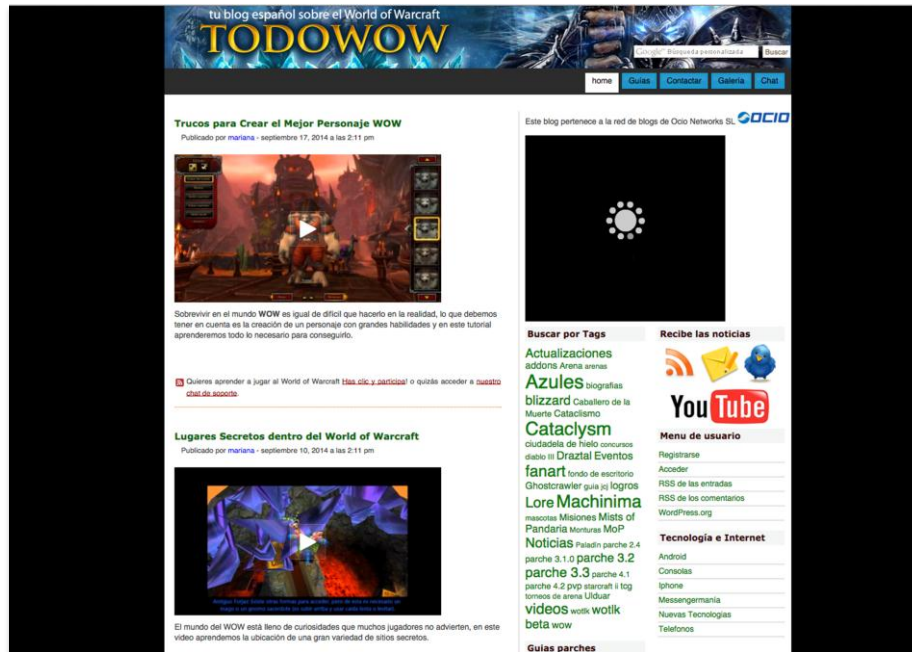 tu blog español sobre el World of Warcraft
TODOWOW
Google™ Búsqueda personalizada
Buscar
home
Guías
Contactar
Galería
Chat
Trucos para Crear el Mejor Personaje WOW
Publicado por mariana - septiembre 17, 2014 a las 2:11 pm
Sobrevivir en el mundo WOW es igual de difícil que hacerlo en la realidad, lo que debemos
tener en cuenta es la creación de un personaje con grandes habilidades y en este tutorial
aprenderemos todo lo necesario para conseguirlo.
Quieres aprender a jugar al World of Warcraft Has clic y participa! o quizás acceder a nuestro
chat de soporte.
Lugares Secretos dentro del World of Warcraft
Publicado por mariana - septiembre 10, 2014 a las 2:11 pm
El mundo del WOW está lleno de curiosidades que muchos jugadores no advierten, en este
video aprendemos la ubicación de una gran variedad de sitios secretos.
Este blog pertenece a la red de blogs de Ocio Networks SL
OCIO
Buscar por Tags
Actualizaciones
addons Arena arenas
Azules biografias
blizzard Caballero de la
Muerte Cataclismo
Cataclysm
ciudadela de hielo concursos
diablo III Draztal Eventos
fanart fondo de escritorio
Ghostcrawler guia jcj logros
Lore Machinima
mascotas Misiones Mists of
Pandaria Monturas MoP
Noticias Paladin parche 2.4
parche 3.1.0 parche 3.2
parche 3.3 parche 4.1
parche 4.2 pvp starcraft ii tcg
torneos de arena Ulduar
videos wotlk wotlk
beta wow
Guias parches
Recibe las noticias
You Tube
Menu de usuario
Registrarse
Acceder
RSS de las entradas
RSS de los comentarios
WordPress.org
Tecnología e Internet
Android
Consolas
Iphone
Messengermanía
Nuevas Tecnologias
Telefonos